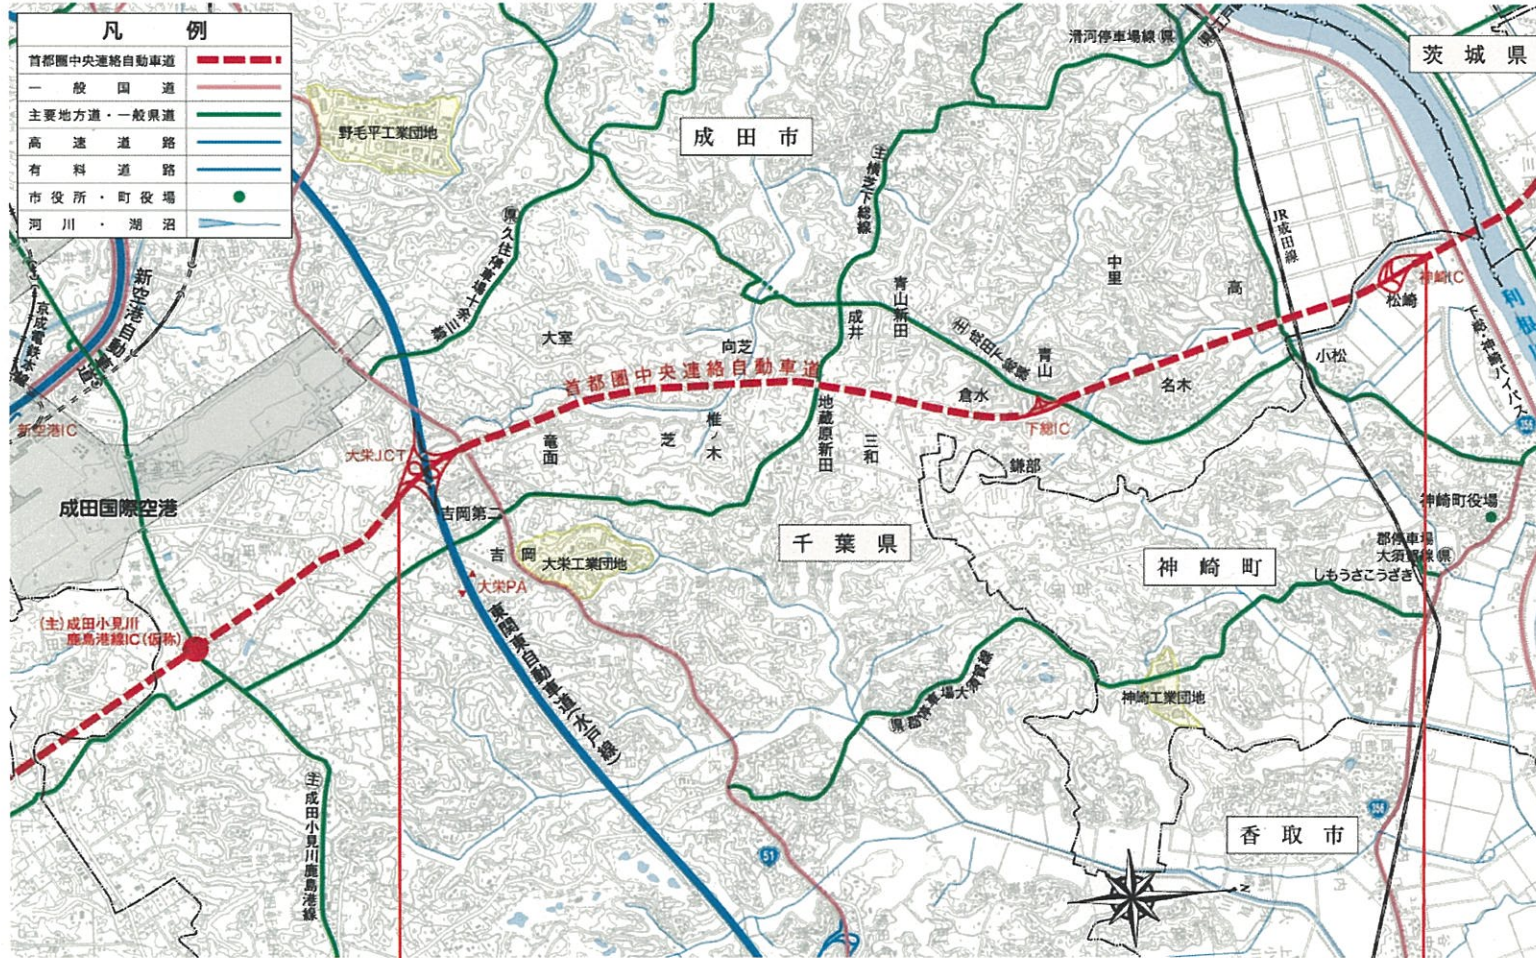 凡 例
首都圏中央連絡自動車道
一般国道
主要地方道・一般県道
高速道路
有料道路
市役所・町役場
河川・湖沼
野毛平工業団地
成田市
滑河停車場線 県
茨城県
主 横芝下総線
県 久住停車場十余三線
JR成田線
神崎IC
松崎
中里
高
青山新田
成井
主 成田下総線
青山
小松
名木
倉水
下総IC
大室
向芝
首都圏中央連絡自動車道
新空港自動車道
京成電鉄本線
新空港IC
大栄JCT
竜面
芝
椎ノ木
地蔵原新田
三和
鎌部
下総・神崎バイパス
356
成田国際空港
吉岡第二
吉岡
大栄工業団地
大栄PA
千葉県
神崎町
神崎町役場
郡停車場
大須賀線 県
しもうさこうざき
(主)成田小見川
鹿島港線IC(仮称)
東関東自動車道(水戸線)
県 郡停車場大須賀線
神崎工業団地
主 成田小見川鹿島港線
51
356
香取市
N